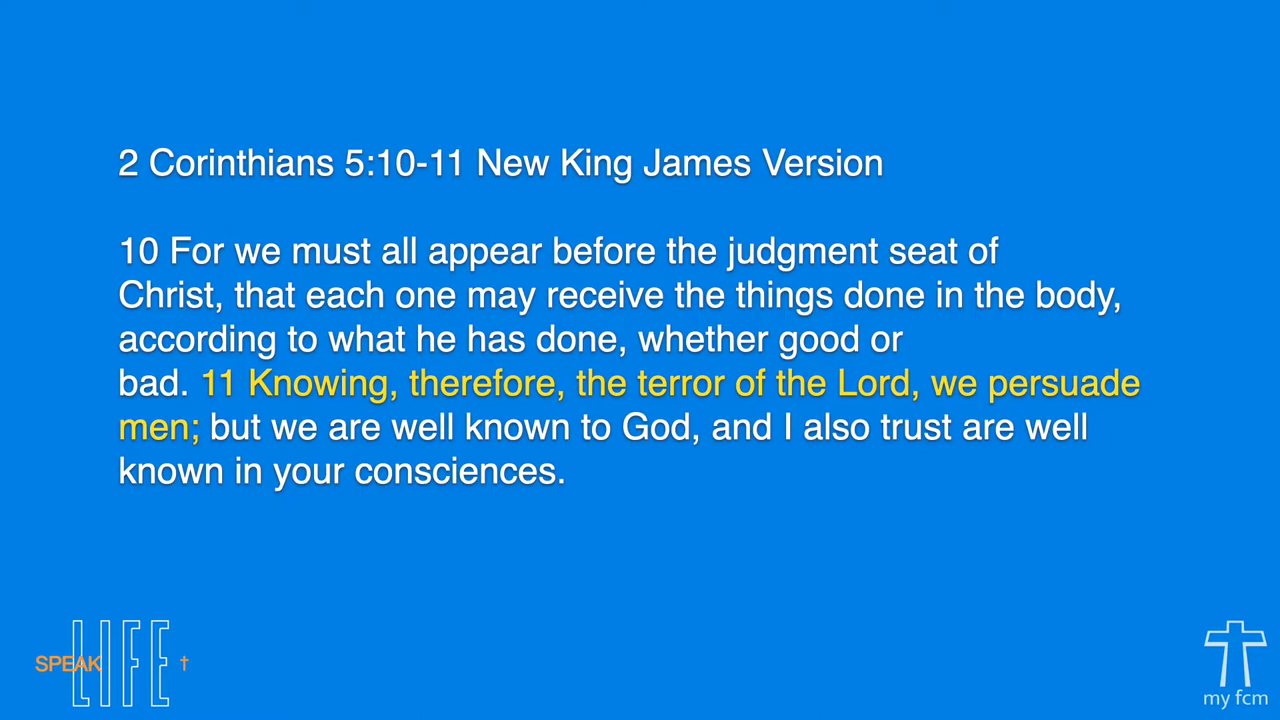 2 Corinthians 5:10-11 New King James Version
10 For we must all appear before the judgment seat of
Christ, that each one may receive the things done in the body,
according to what he has done, whether good or
bad. 11 Knowing, therefore, the terror of the Lord, we persuade
men; but we are well known to God, and I also trust are well
known in your consciences.
SPEAK LIFE †
my fcm